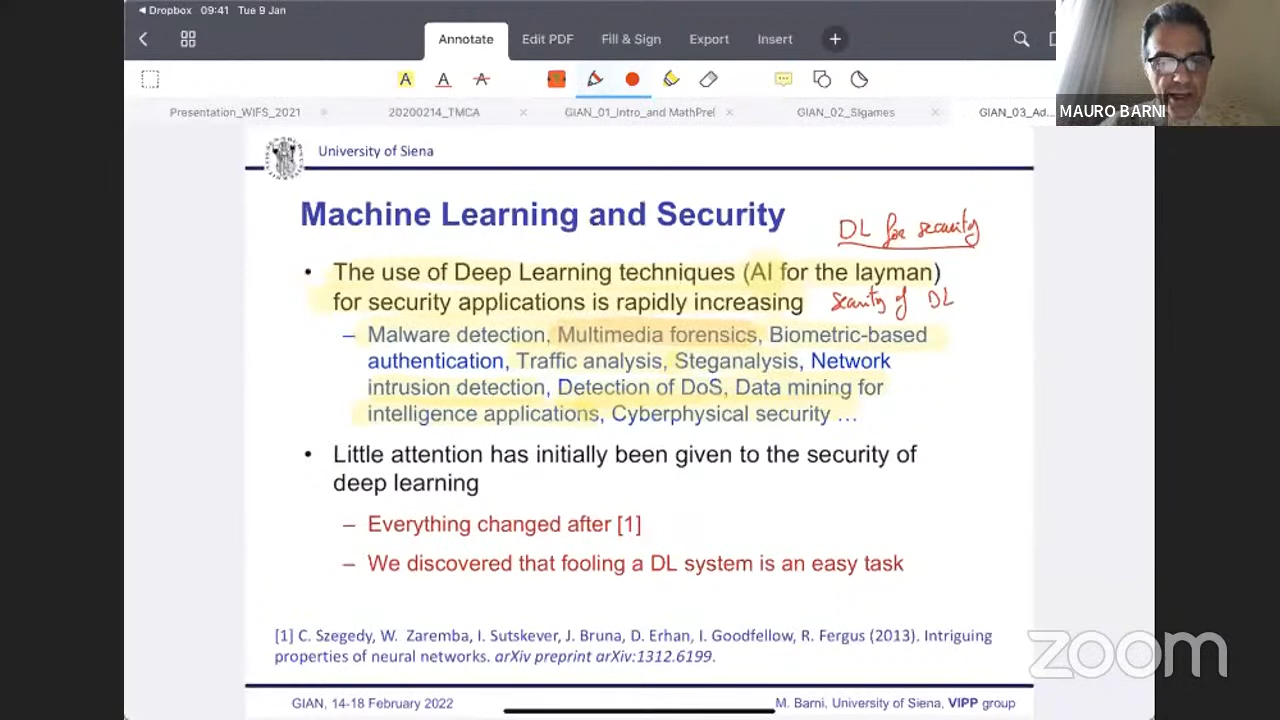 Dropbox 09:41 Tue 9 Jan
Annotate Edit PDF Fill & Sign Export Insert
A A A
Presentation_WIFS_2021 20200214_TMCA GIAN_01_Intro_and MathPrel GIAN_02_SIgames GIAN_03_Ad...
MAURO BARNI
University of Siena
Machine Learning and Security
DL for security
• The use of Deep Learning techniques (AI for the layman)
for security applications is rapidly increasing
security of DL
– Malware detection, Multimedia forensics, Biometric-based
authentication, Traffic analysis, Steganalysis, Network
intrusion detection, Detection of DoS, Data mining for
intelligence applications, Cyberphysical security …
• Little attention has initially been given to the security of
deep learning
– Everything changed after [1]
– We discovered that fooling a DL system is an easy task
[1] C. Szegedy, W. Zaremba, I. Sutskever, J. Bruna, D. Erhan, I. Goodfellow, R. Fergus (2013). Intriguing
properties of neural networks. arXiv preprint arXiv:1312.6199.
zoom
GIAN, 14-18 February 2022
M. Barni, University of Siena, VIPP group